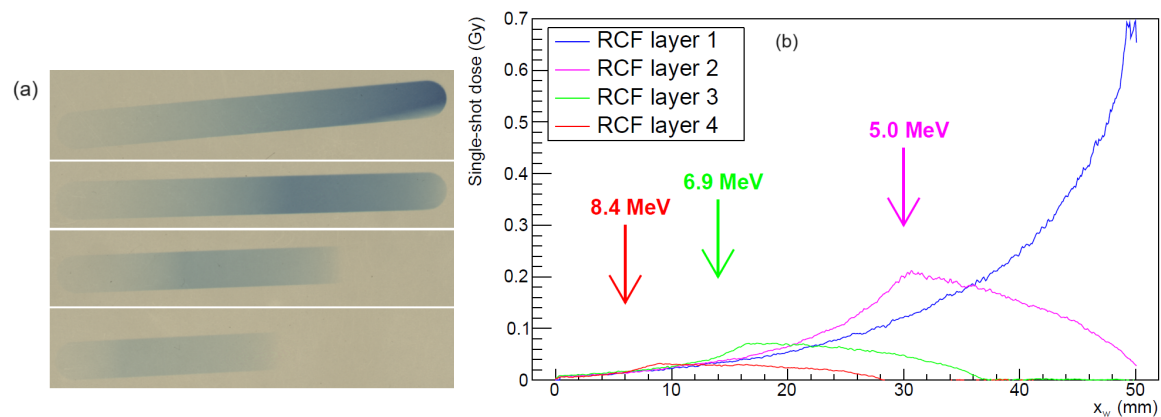 (a)
(b)
Single-shot dose (Gy)
0.7
0.6
0.5
0.4
0.3
0.2
0.1
0
RCF layer 1
RCF layer 2
RCF layer 3
RCF layer 4
5.0 MeV
6.9 MeV
8.4 MeV
0 10 20 30 40 50
x_w (mm)